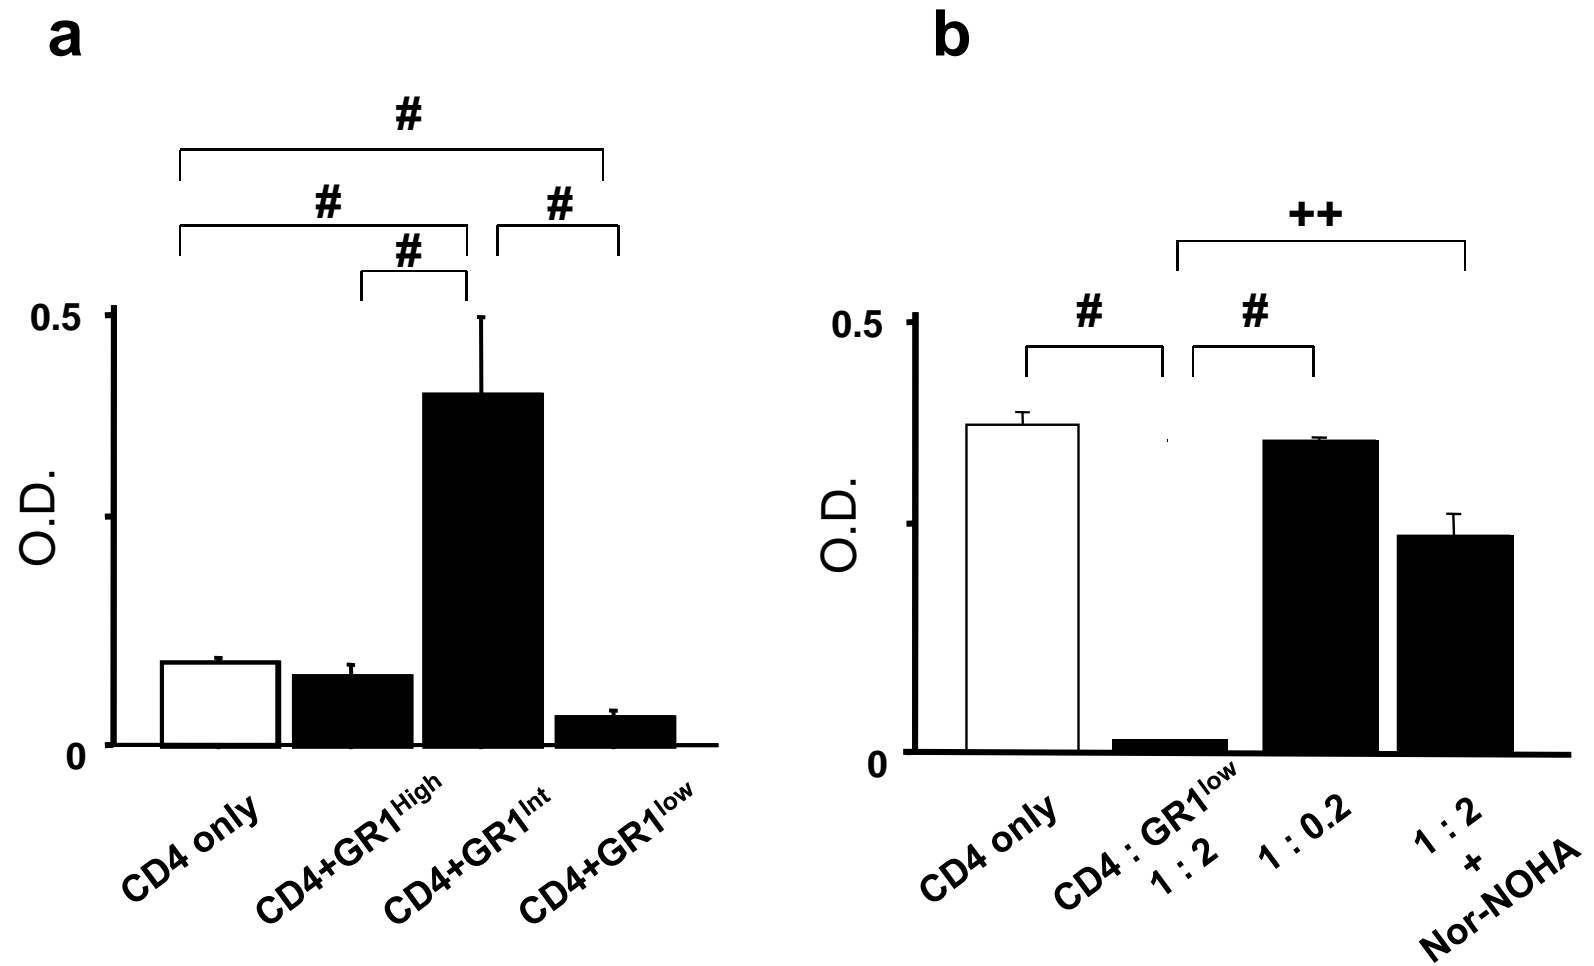 a
#
#
#
#
0.5
O.D.
0
CD4 only
CD4+GR1High
CD4+GR1Int
CD4+GR1low
b
++
#
#
0.5
O.D.
0
CD4 only
CD4 : GR1low
1 : 2
1 : 0.2
1 : 2
+
Nor-NOHA